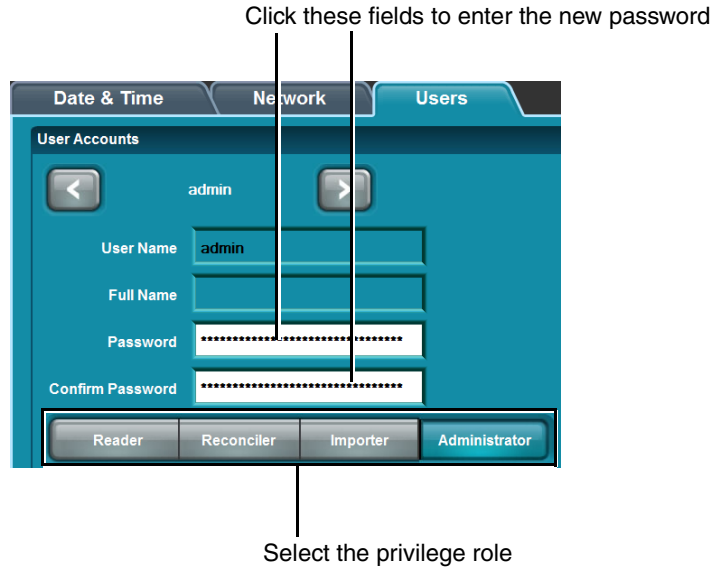 Click these fields to enter the new password
Date & Time Network Users
User Accounts
< admin >
User Name admin
Full Name
Password ********************************
Confirm Password ********************************
Reader Reconciler Importer Administrator
Select the privilege role